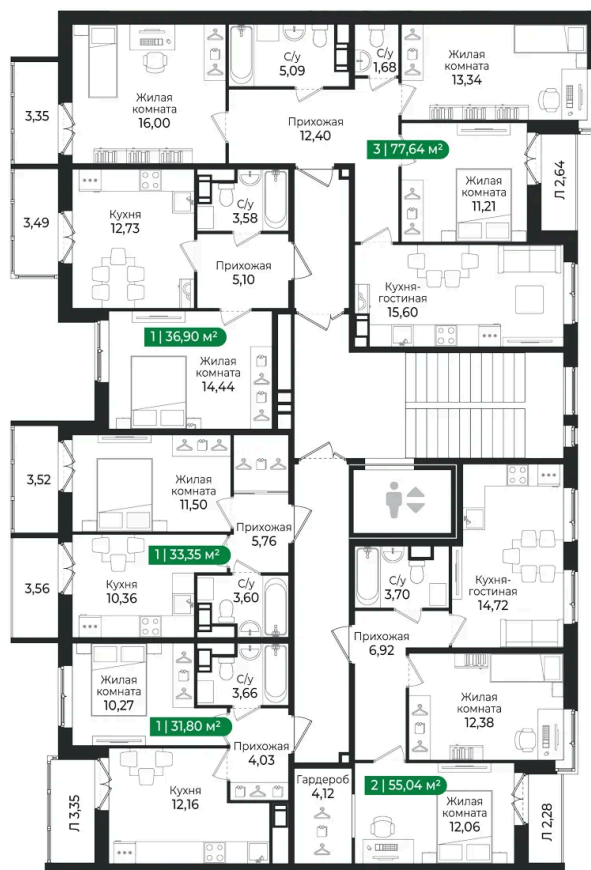 С/у
5,09
С/у
1,68
Жилая
комната
13,34
Жилая
комната
16,00
3,35
Прихожая
12,40
3 | 77,64 м²
Жилая
комната
11,21
Л 2,64
3,49
Кухня
12,73
С/у
3,58
Прихожая
5,10
Кухня-
гостиная
15,60
1 | 36,90 м²
Жилая
комната
14,44
3,52
Жилая
комната
11,50
Прихожая
5,76
1 | 33,35 м²
3,56
10,36
С/у
3,60
С/у
3,70
Кухня-
гостиная
14,72
Прихожая
6,92
Жилая
комната
10,27
С/у
3,66
1 | 31,80 м²
Прихожая
4,03
Жилая
комната
12,38
Л 3,35
Кухня
12,16
Гардероб
4,12
2 | 55,04 м²
Жилая
комната
12,06
Л 2,28